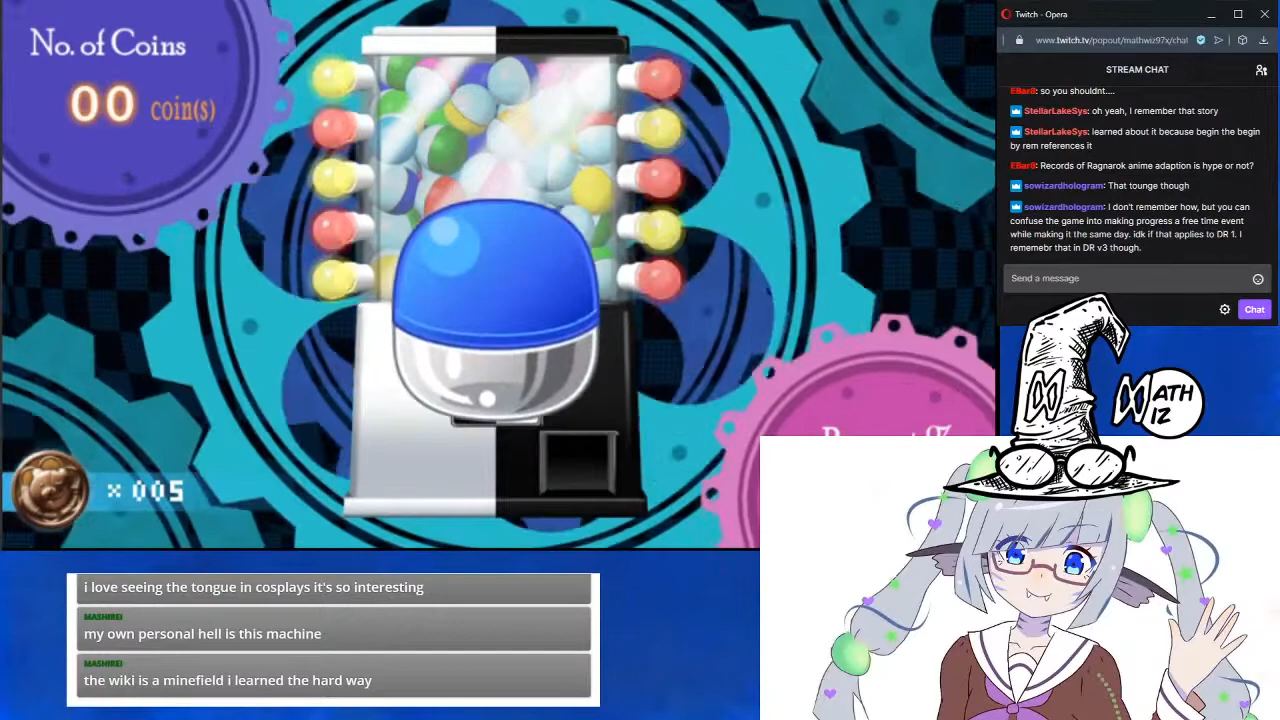 No. of Coins
00 coin(s)
× 005
Twitch - Opera
www.twitch.tv/popout/mathwiz97x/chat
STREAM CHAT
EBar8: so you shouldnt....
StellarLakeSys: oh yeah, I remember that story
StellarLakeSys: learned about it because begin the begin
by rem references it
EBar8: Records of Ragnarok anime adaption is hype or not?
sowizardhologram: That tounge though
sowizardhologram: I don't remember how, but you can
confuse the game into making progress a free time event
while making it the same day. idk if that applies to DR 1. I
rememebr that in DR v3 though.
Send a message
Chat
MATH
WIZ
i love seeing the tongue in cosplays it's so interesting
MASHIREI
my own personal hell is this machine
MASHIREI
the wiki is a minefield i learned the hard way